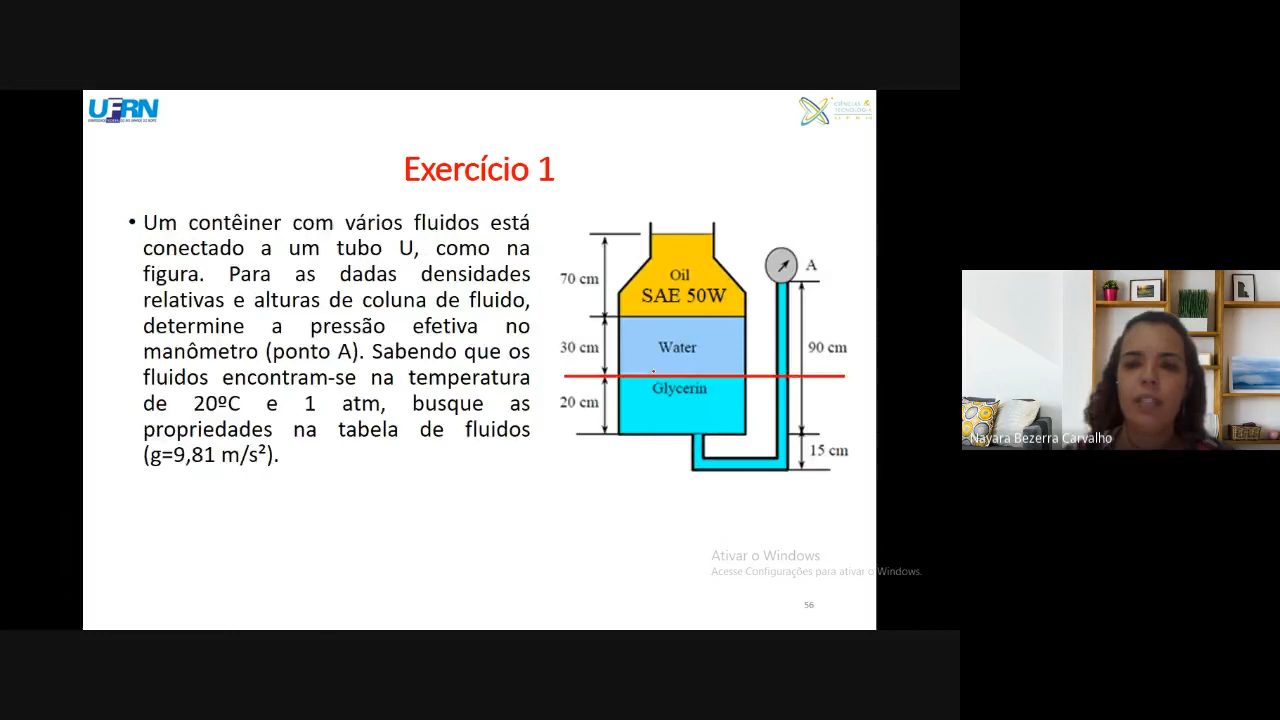 UFRN
CIÊNCIAS &
TECNOLOGIA
UFRN
Exercício 1
• Um contêiner com vários fluidos está
conectado a um tubo U, como na
figura. Para as dadas densidades
relativas e alturas de coluna de fluido,
determine a pressão efetiva no
manômetro (ponto A). Sabendo que os
fluidos encontram-se na temperatura
de 20ºC e 1 atm, busque as
propriedades na tabela de fluidos
(g=9,81 m/s²).
70 cm
Oil
SAE 50W
A
30 cm
Water
90 cm
Glycerin
20 cm
15 cm
Nayara Bezerra Carvalho
Ativar o Windows
Acesse Configurações para ativar o Windows.
56